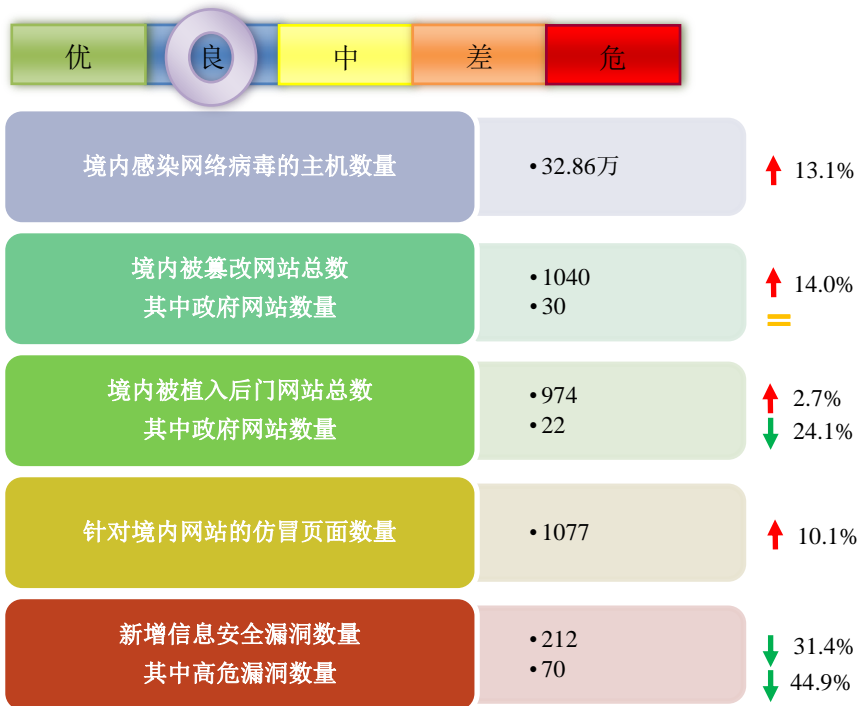 优 良 中 差 危
境内感染网络病毒的主机数量
•32.86万
13.1%
境内被篡改网站总数
其中政府网站数量
•1040
•30
14.0%
=
境内被植入后门网站总数
其中政府网站数量
•974
•22
2.7%
24.1%
针对境内网站的仿冒页面数量
•1077
10.1%
新增信息安全漏洞数量
其中高危漏洞数量
•212
•70
31.4%
44.9%